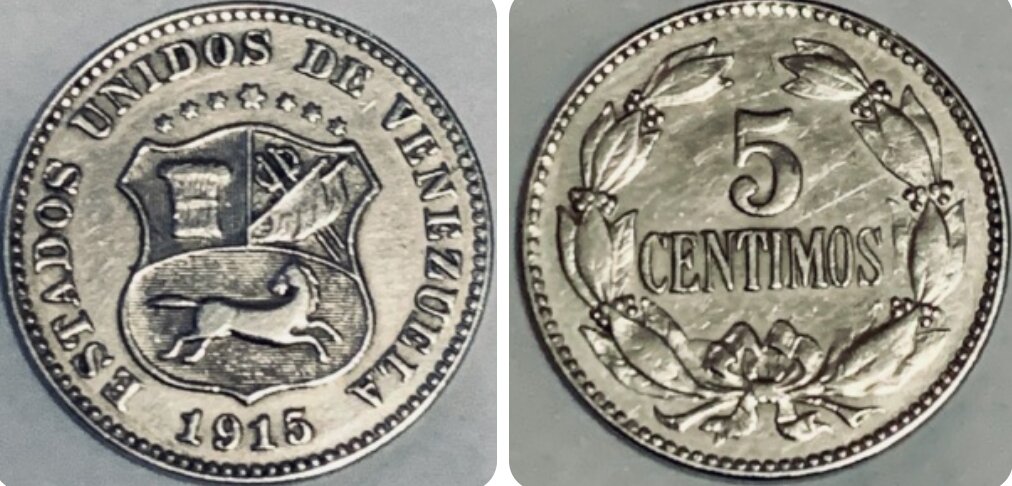 ESTADOS UNIDOS DE VENEZUELA
1915
5
CENTIMOS